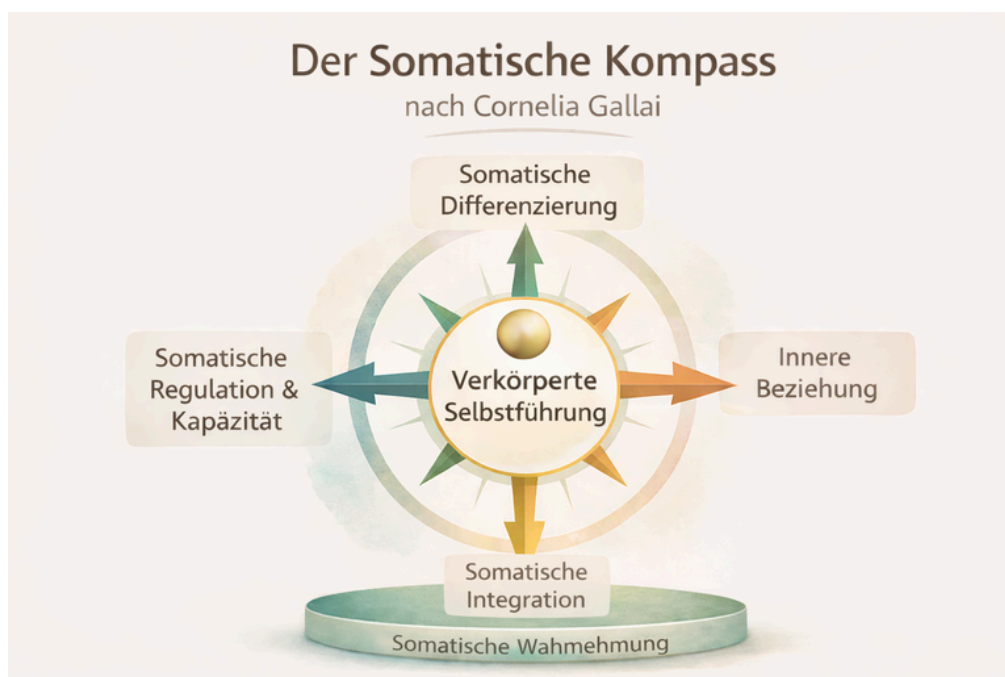 Der Somatische Kompass
nach Cornelia Gallai
Somatische
Differenzierung
Somatische
Regulation &
Kapäzität
Verkörperte
Selbstführung
Innere
Beziehung
Somatische
Integration
Somatische Wahmehmung